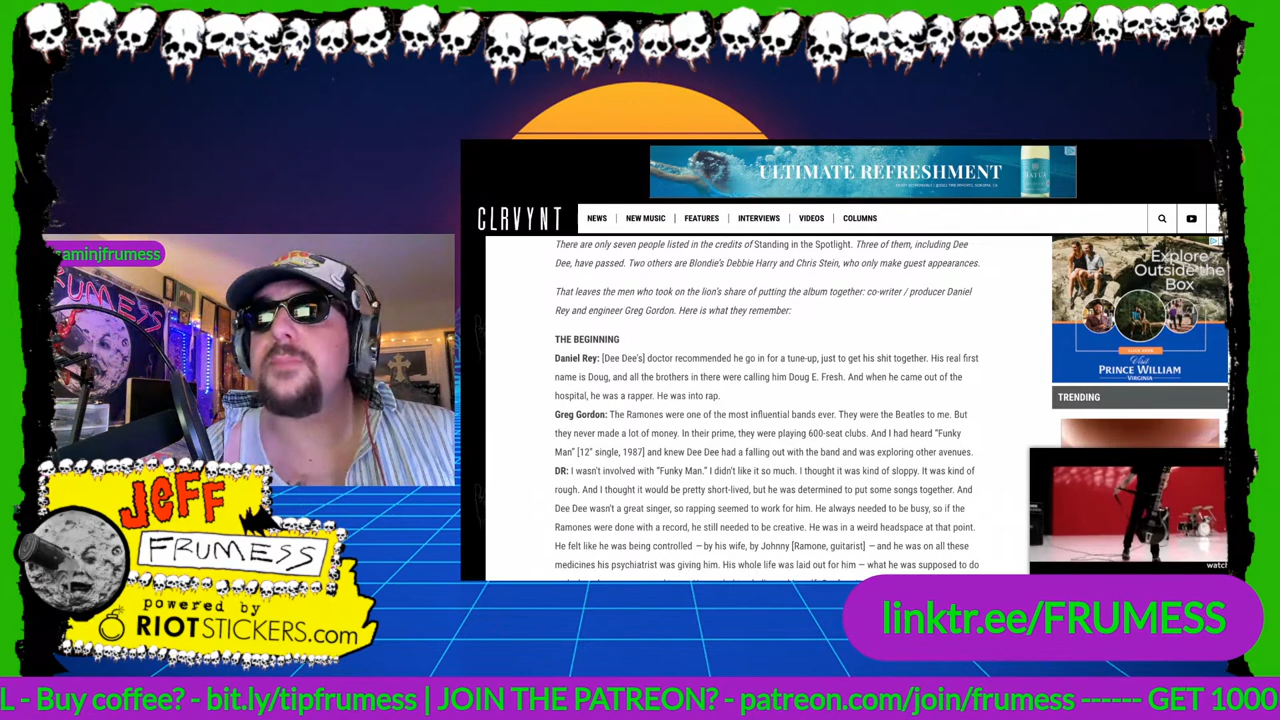 ULTIMATE REFRESHMENT
CLRVYNT
NEWS
NEW MUSIC
FEATURES
INTERVIEWS
VIDEOS
COLUMNS
There are only seven people listed in the credits of Standing in the Spotlight. Three of them, including Dee
Dee, have passed. Two others are Blondie's Debbie Harry and Chris Stein, who only make guest appearances.
That leaves the men who took on the lion's share of putting the album together: co-writer / producer Daniel
Rey and engineer Greg Gordon. Here is what they remember:
THE BEGINNING
Daniel Rey: [Dee Dee's] doctor recommended he go in for a tune-up, just to get his shit together. His real first
name is Doug, and all the brothers in there were calling him Doug E. Fresh. And when he came out of the
hospital, he was a rapper. He was into rap.
Greg Gordon: The Ramones were one of the most influential bands ever. They were the Beatles to me. But
they never made a lot of money. In their prime, they were playing 600-seat clubs. And I had heard "Funky
Man" [12" single, 1987] and knew Dee Dee had a falling out with the band and was exploring other avenues.
DR: I wasn't involved with "Funky Man." I didn't like it so much. I thought it was kind of sloppy. It was kind of
rough. And I thought it would be pretty short-lived, but he was determined to put some songs together. And
Dee Dee wasn't a great singer, so rapping seemed to work for him. He always needed to be busy, so if the
Ramones were done with a record, he still needed to be creative. He was in a weird headspace at that point.
He felt like he was being controlled — by his wife, by Johnny [Ramone, guitarist] — and he was on all these
medicines his psychiatrist was giving him. His whole life was laid out for him — what he was supposed to do
Explore
Outside the
Box
Visit
PRINCE WILLIAM
VIRGINIA
TRENDING
watch
raminjfrumess
FRUMESS
JEFF
FRUMESS
powered by
RIOTSTICKERS.com
linktr.ee/FRUMESS
L - Buy coffee? - bit.ly/tipfrumess | JOIN THE PATREON? - patreon.com/join/frumess ------ GET 1000